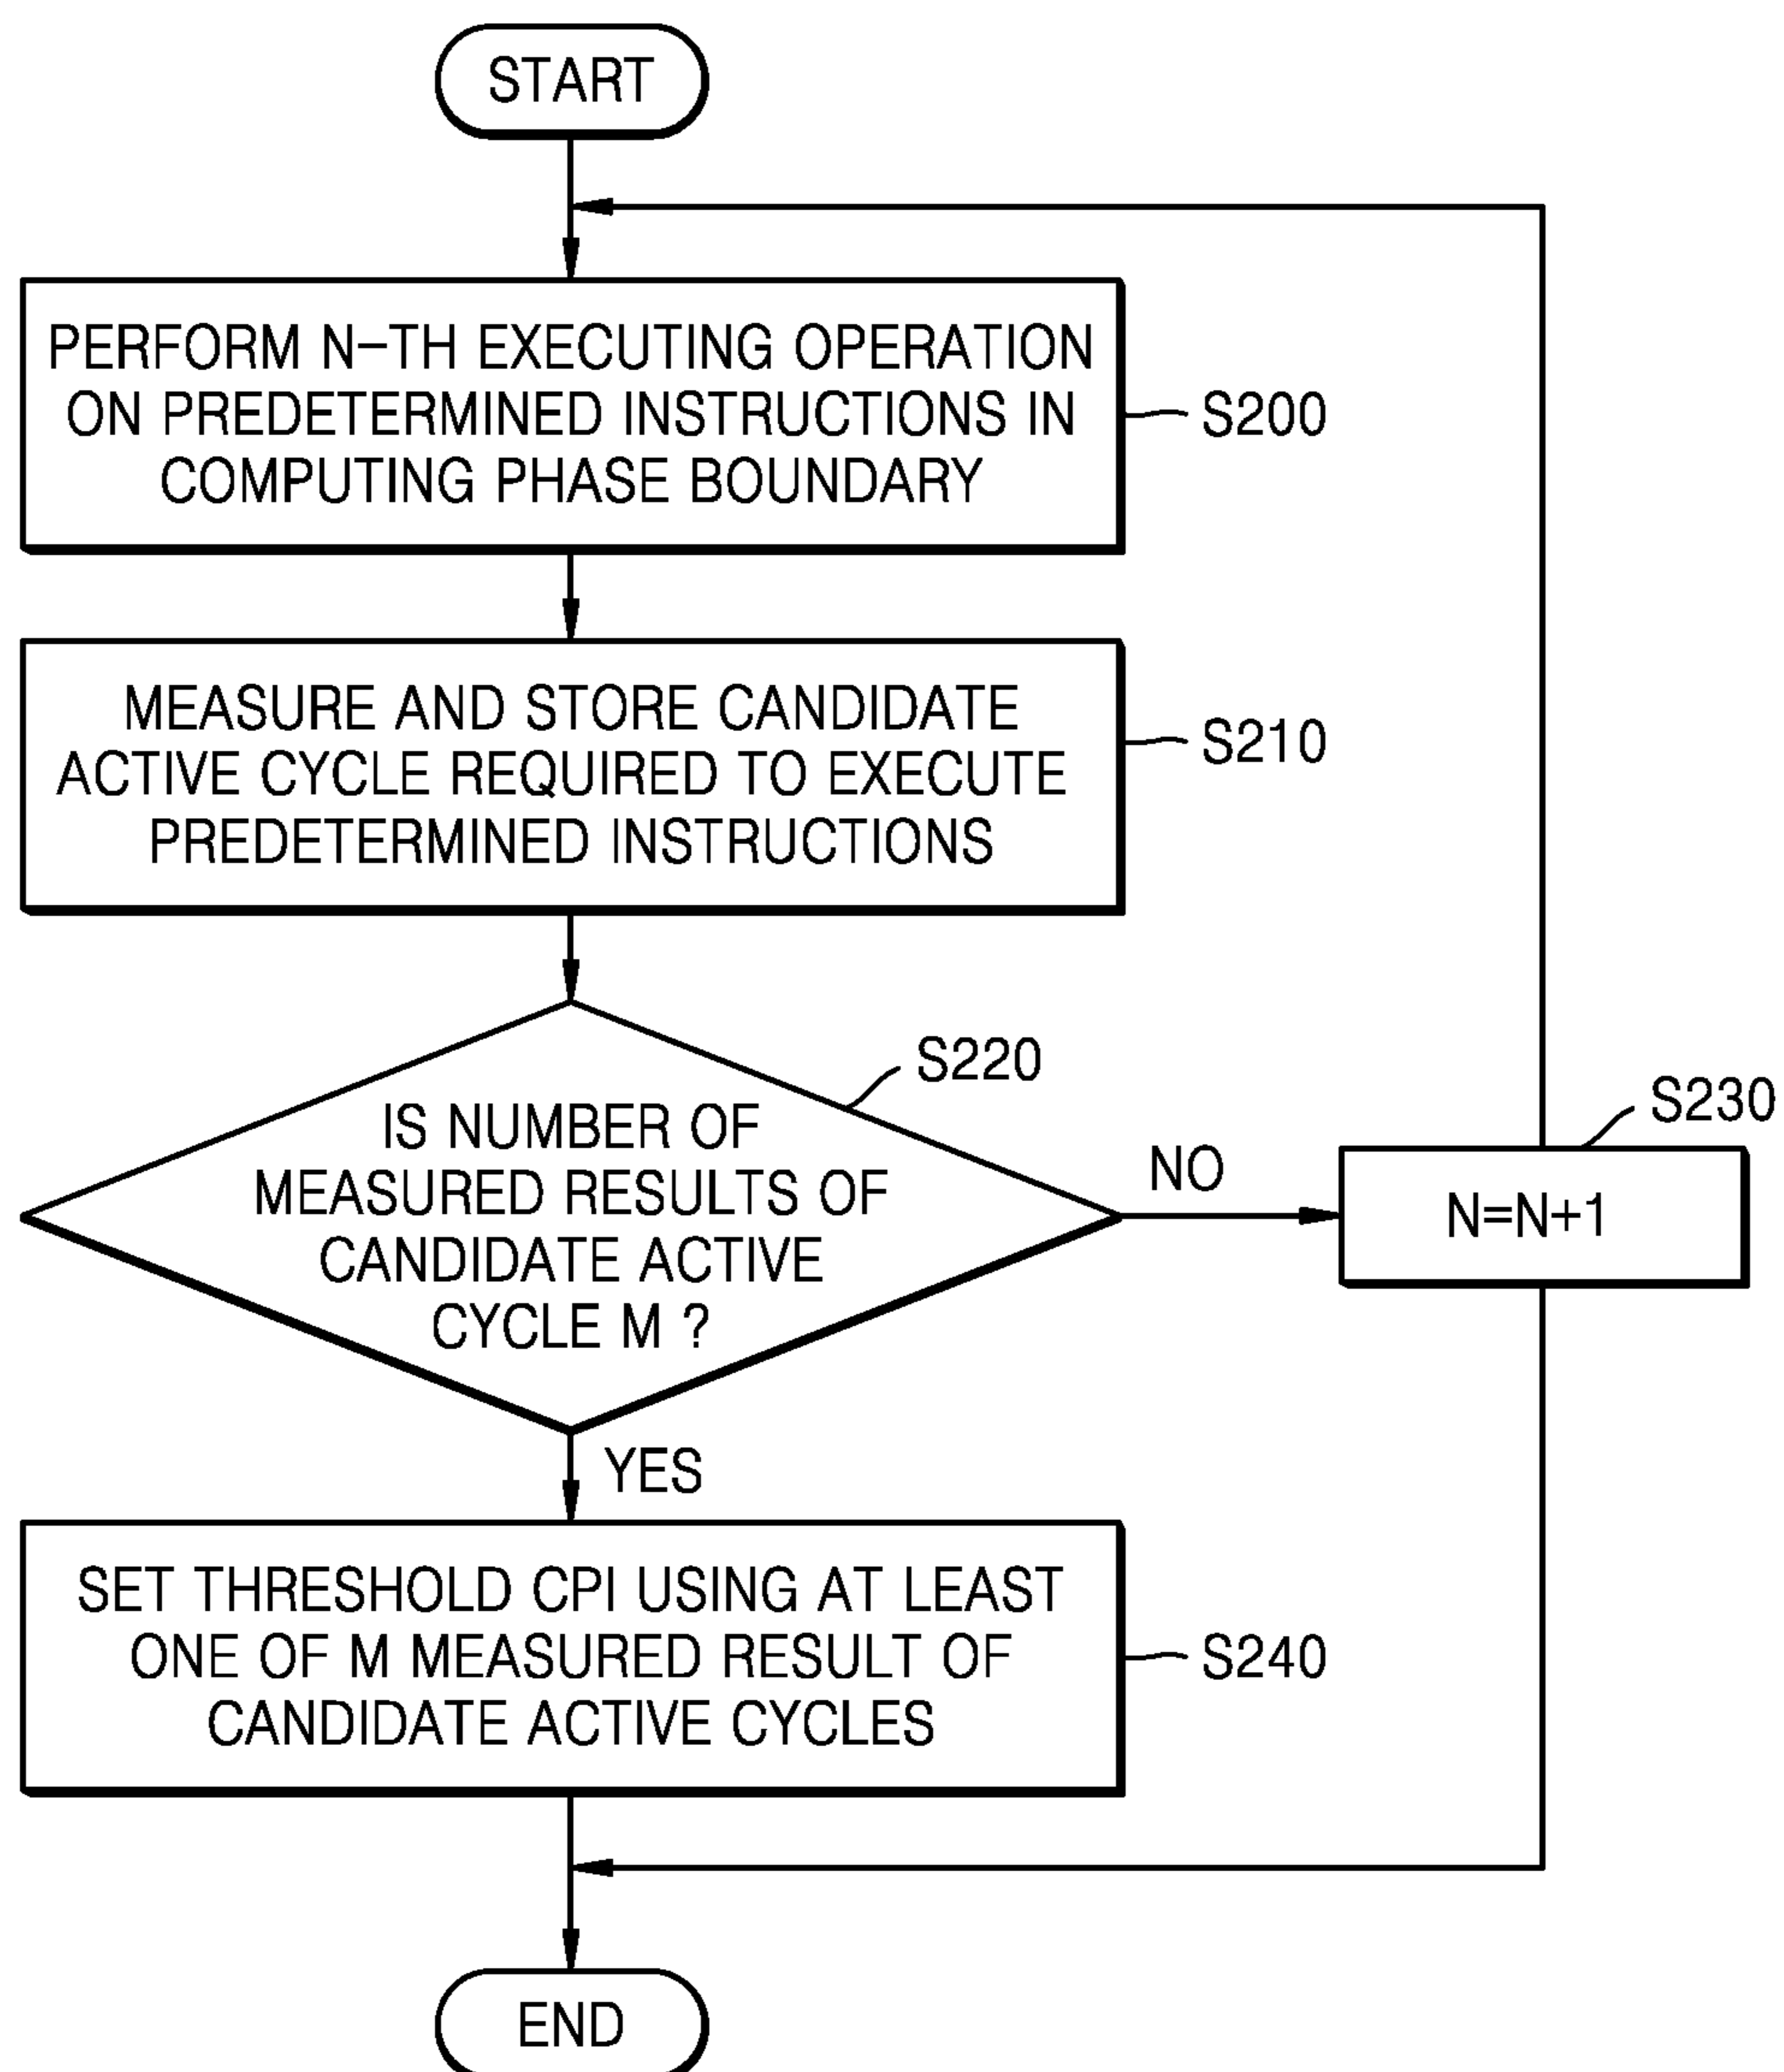 START
PERFORM N-TH EXECUTING OPERATION
ON PREDETERMINED INSTRUCTIONS IN
COMPUTING PHASE BOUNDARY
S200
MEASURE AND STORE CANDIDATE
ACTIVE CYCLE REQUIRED TO EXECUTE
PREDETERMINED INSTRUCTIONS
S210
S220
IS NUMBER OF
MEASURED RESULTS OF
CANDIDATE ACTIVE
CYCLE M ?
NO
S230
N=N+1
YES
SET THRESHOLD CPI USING AT LEAST
ONE OF M MEASURED RESULT OF
CANDIDATE ACTIVE CYCLES
S240
END